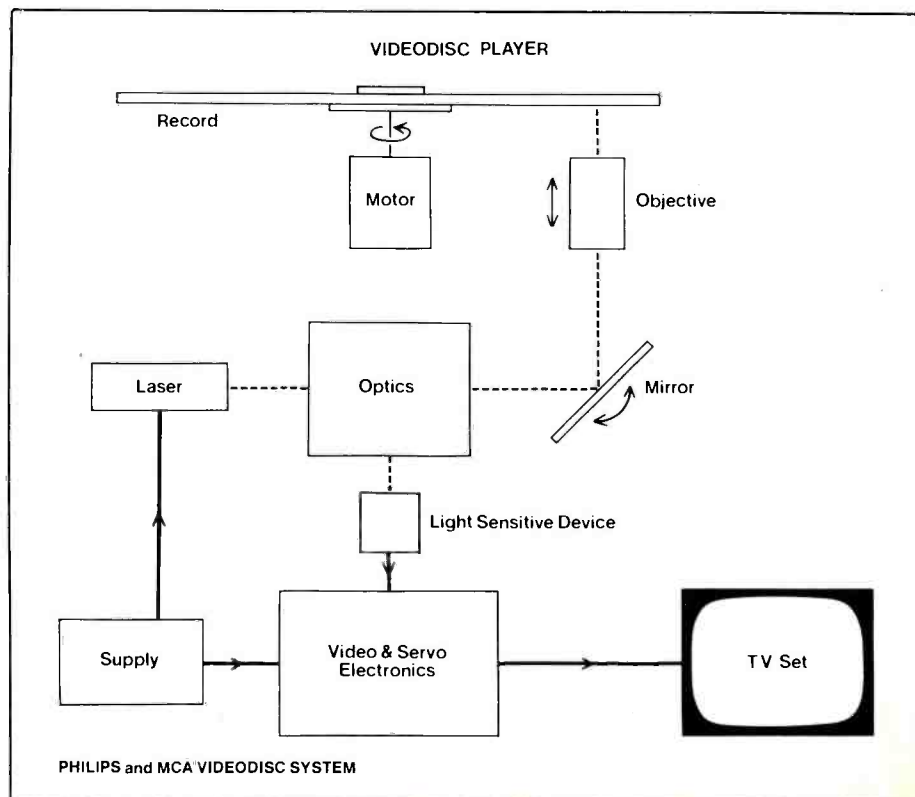 VIDEODISC PLAYER
Record
Motor
Objective
Laser
Optics
Mirror
Light Sensitive Device
Supply
Video & Servo
Electronics
TV Set
PHILIPS and MCA VIDEODISC SYSTEM